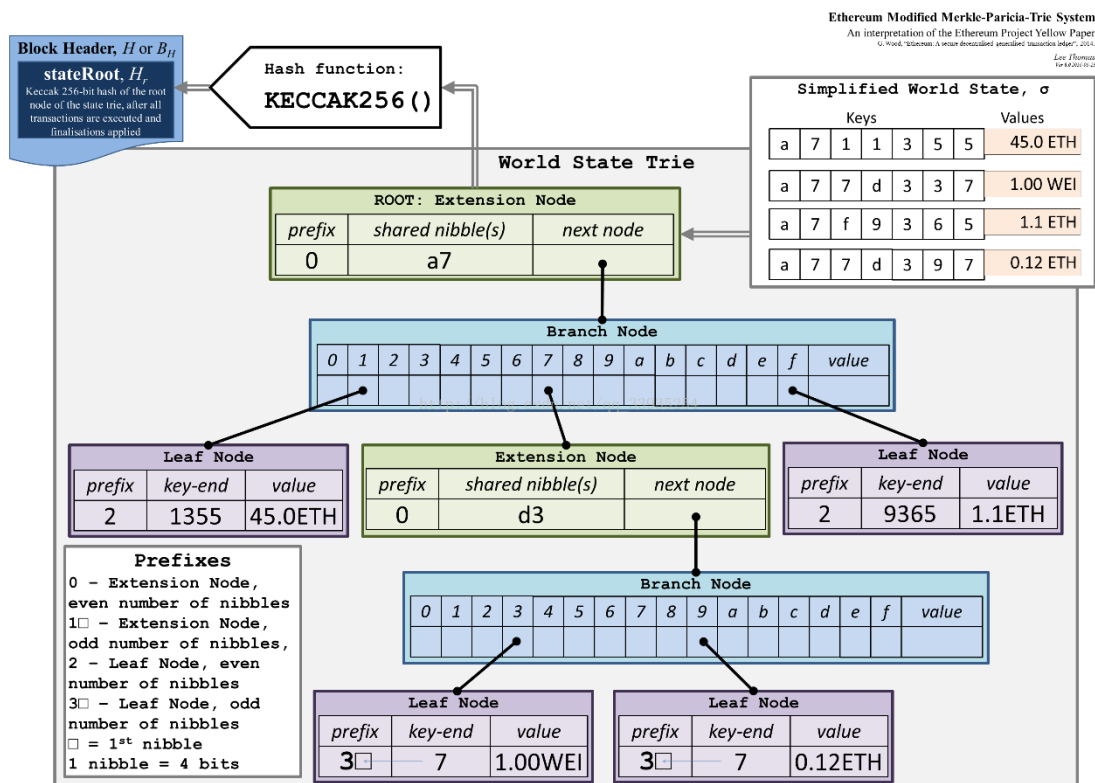 Ethereum Modified Merkle-Paricia-Trie System
An interpretation of the Ethereum Project Yellow Paper
G. Wood, "Ethereum: A secure decentralised generalised transaction ledger", 2014.
Lee Thomas
Block Header, H or B_H
stateRoot, H_r
Keccak 256-bit hash of the root
node of the state trie, after all
transactions are executed and
finalisations applied
Hash function:
KECCAK256()
Simplified World State, σ
Keys Values
a 7 1 1 3 5 5 45.0 ETH
a 7 7 d 3 3 7 1.00 WEI
a 7 f 9 3 6 5 1.1 ETH
a 7 7 d 3 9 7 0.12 ETH
World State Trie
ROOT: Extension Node
prefix shared nibble(s) next node
0 a7
Branch Node
0 1 2 3 4 5 6 7 8 9 a b c d e f value
Leaf Node
prefix key-end value
2 1355 45.0ETH
Extension Node
prefix shared nibble(s) next node
0 d3
Leaf Node
prefix key-end value
2 9365 1.1ETH
Branch Node
0 1 2 3 4 5 6 7 8 9 a b c d e f value
Leaf Node
prefix key-end value
3□ 7 1.00WEI
Leaf Node
prefix key-end value
3□ 7 0.12ETH
Prefixes
0 – Extension Node,
even number of nibbles
1□ – Extension Node,
odd number of nibbles,
2 – Leaf Node, even
number of nibbles
3□ – Leaf Node, odd
number of nibbles
□ = 1st nibble
1 nibble = 4 bits